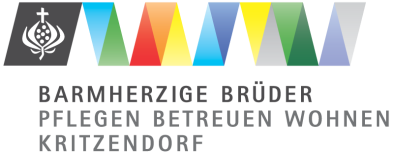 BARMHERZIGE BRÜDER
PFLEGEN BETREUEN WOHNEN
KRITZENDORF